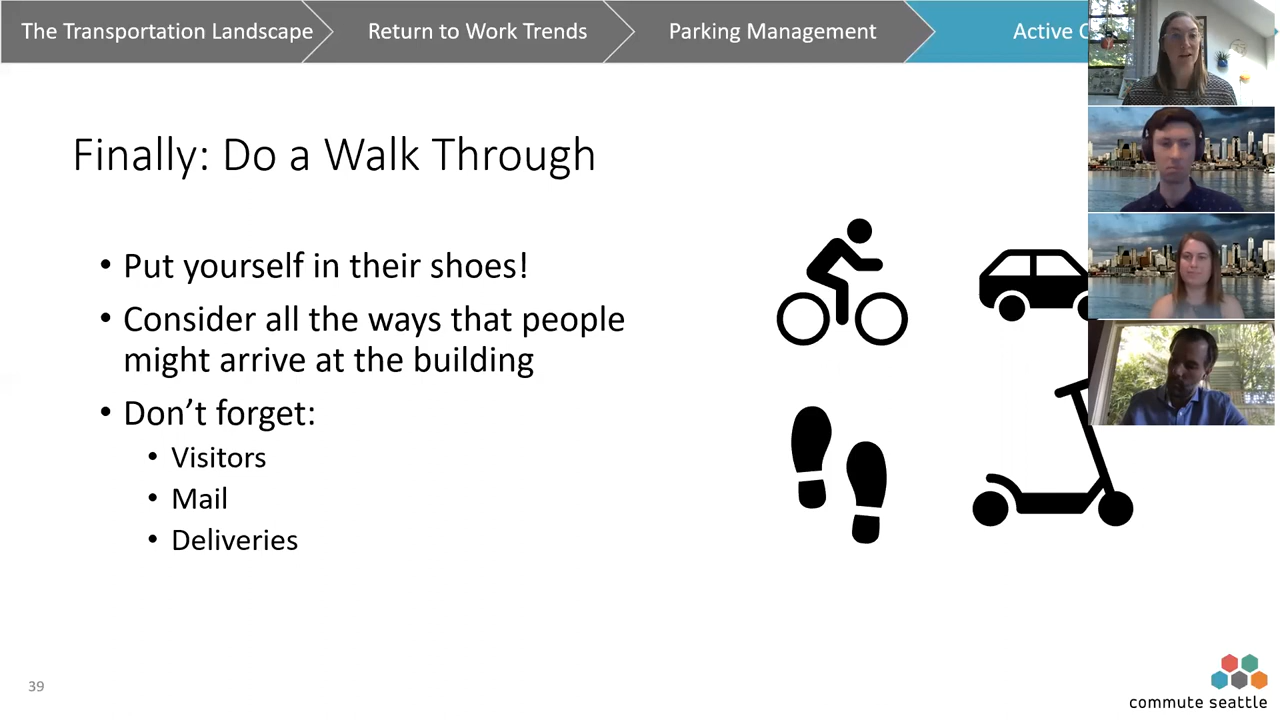 The Transportation Landscape
Return to Work Trends
Parking Management
Active
Finally: Do a Walk Through
• Put yourself in their shoes!
• Consider all the ways that people
might arrive at the building
• Don’t forget:
• Visitors
• Mail
• Deliveries
39
commute seattle